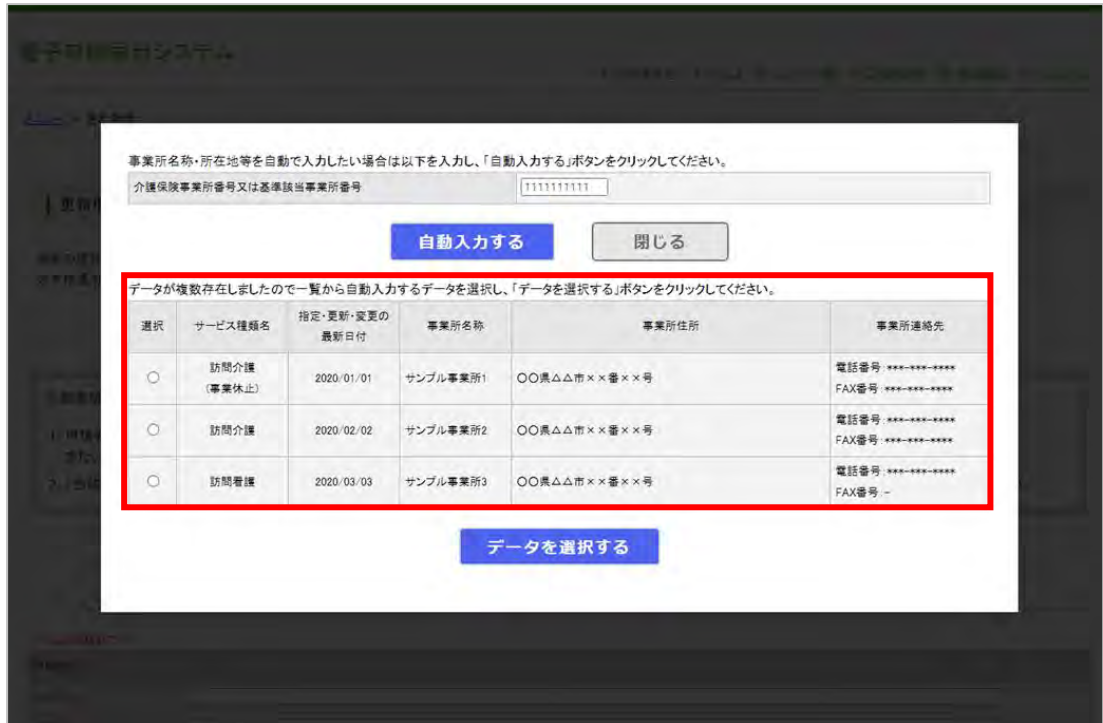 事業所名称・所在地等を自動で入力したい場合は以下を入力し、「自動入力する」ボタンをクリックしてください。
介護保険事業所番号又は基準該当事業所番号 1111111111
自動入力する 閉じる
データが複数存在しましたので一覧から自動入力するデータを選択し、「データを選択する」ボタンをクリックしてください。
選択 サービス種類名 指定・更新・変更の最新日付 事業所名称 事業所住所 事業所連絡先
訪問介護(事業休止) 2020/01/01 サンプル事業所1 〇〇県△△市××番××号 電話番号 ***-***-**** FAX番号 ***-***-****
訪問介護 2020/02/02 サンプル事業所2 〇〇県△△市××番××号 電話番号 ***-***-**** FAX番号 ***-***-****
訪問看護 2020/03/03 サンプル事業所3 〇〇県△△市××番××号 電話番号 ***-***-**** FAX番号 -
データを選択する